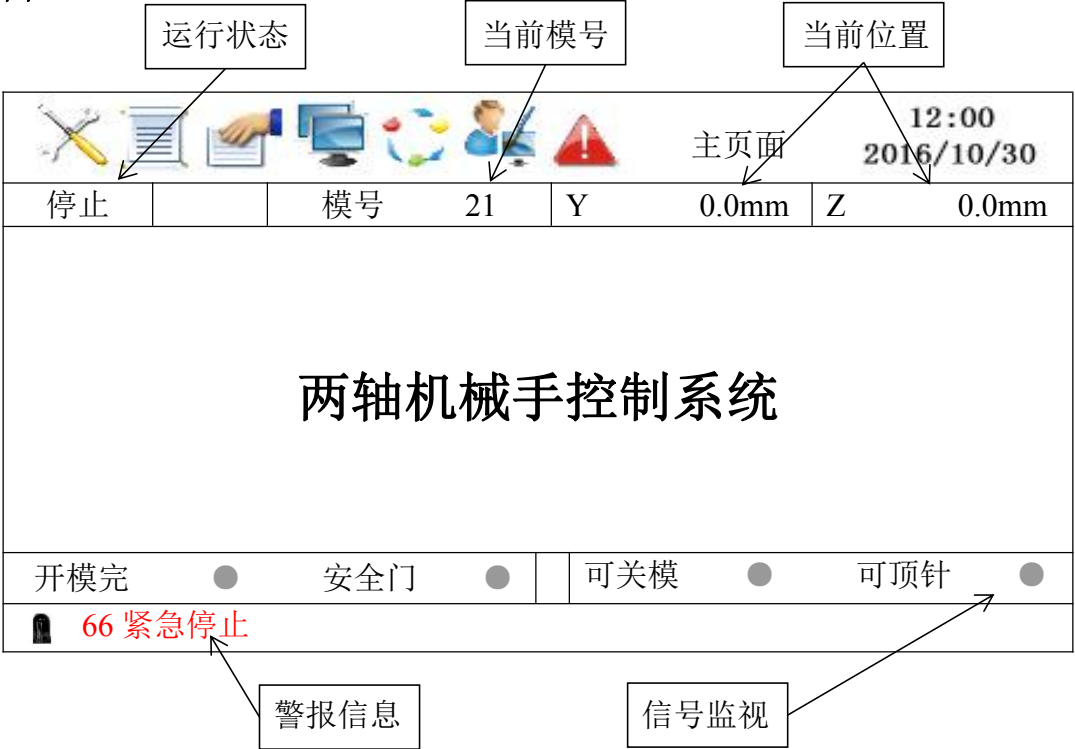 运行状态 当前模号 当前位置
12:00
主页面 2016/10/30
停止 模号 21 Y 0.0mm Z 0.0mm
两轴机械手控制系统
开模完 安全门 可关模 可顶针
66 紧急停止
警报信息 信号监视